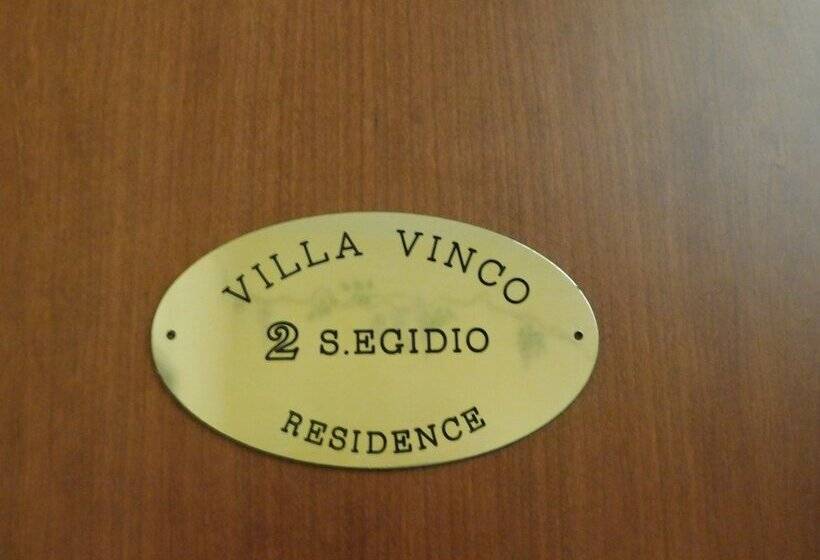 VILLA VINCO
2 S.EGIDIO
RESIDENCE